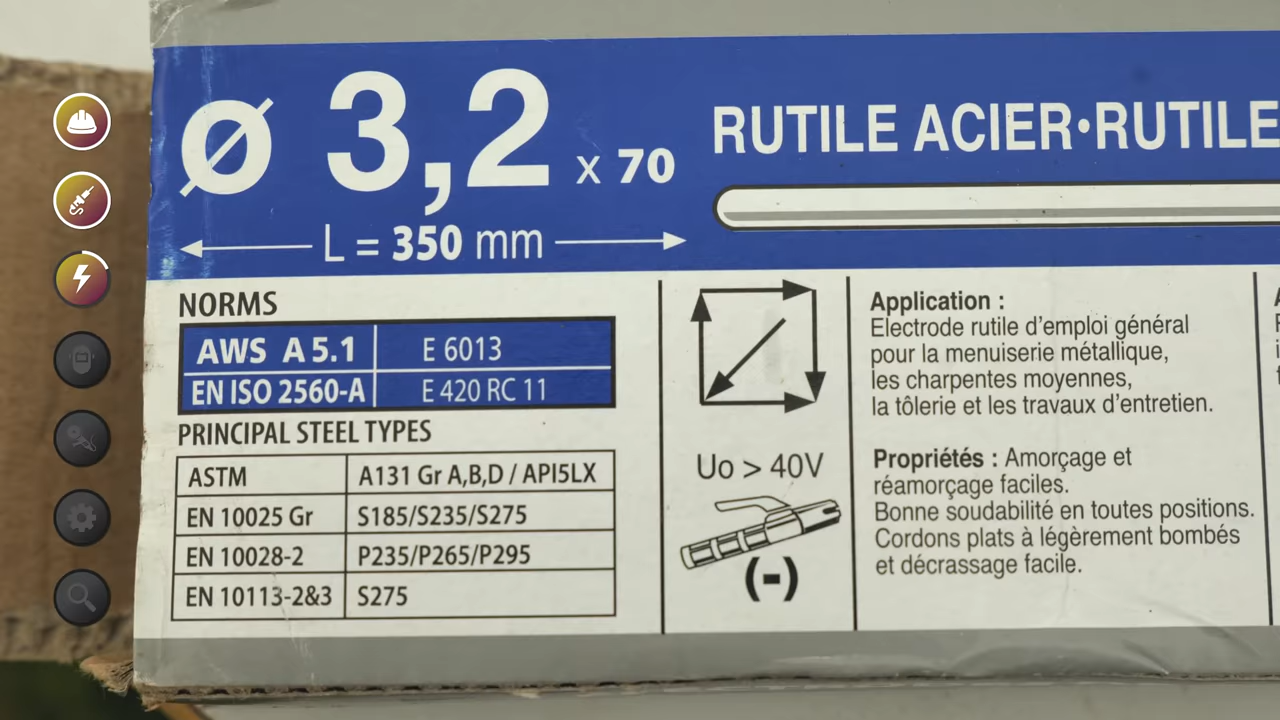 Ø 3,2 x 70
L = 350 mm
RUTILE ACIER•RUTILE
NORMS
AWS A 5.1 E 6013
EN ISO 2560-A E 420 RC 11
PRINCIPAL STEEL TYPES
ASTM A131 Gr A,B,D / API5LX
EN 10025 Gr S185/S235/S275
EN 10028-2 P235/P265/P295
EN 10113-2&3 S275
Uo > 40V
(-)
Application :
Electrode rutile d'emploi général
pour la menuiserie métallique,
les charpentes moyennes,
la tôlerie et les travaux d'entretien.
Propriétés : Amorçage et
réamorçage faciles.
Bonne soudabilité en toutes positions.
Cordons plats à légèrement bombés
et décrassage facile.